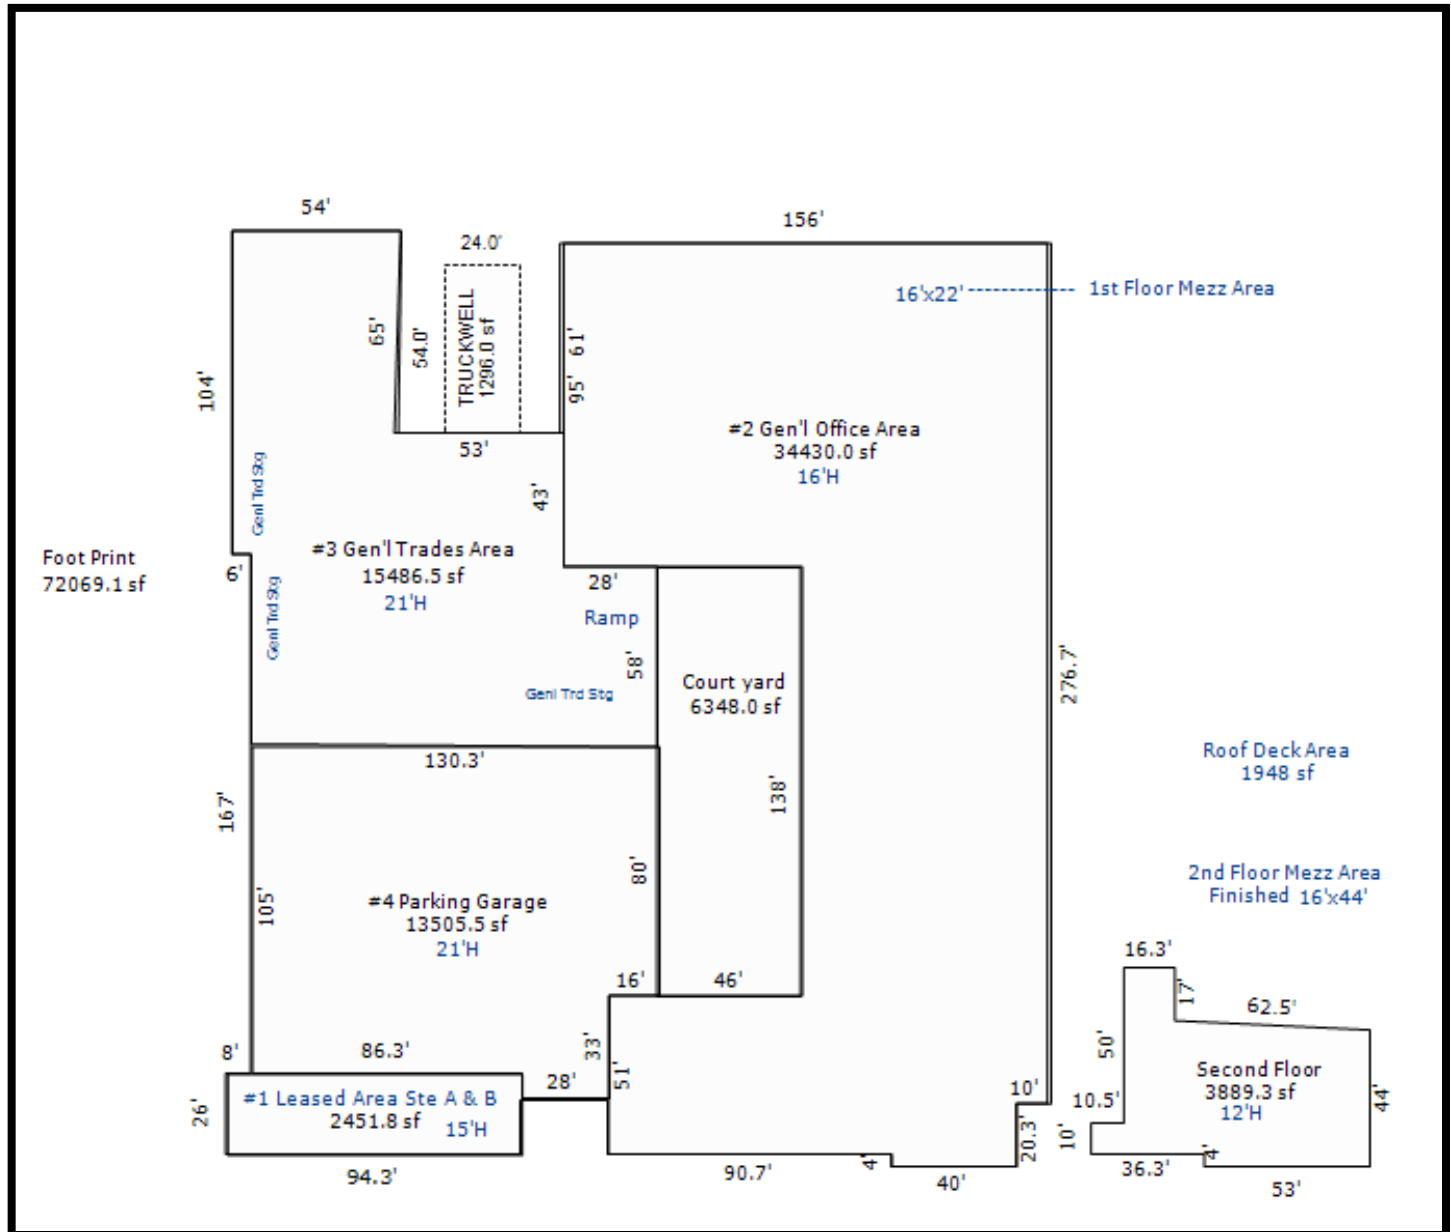 54'
156'
24.0'
16'x22'
1st Floor Mezz Area
65'
54.0'
TRUCKWELL
1296.0 sf
61'
95'
104'
#2 Gen'l Office Area
34430.0 sf
16'H
53'
Genl Trd Stg
43'
#3 Gen'l Trades Area
15486.5 sf
21'H
Foot Print
72069.1 sf
6'
28'
Genl Trd Stg
Ramp
58'
Court yard
6348.0 sf
276.7'
Genl Trd Stg
130.3'
Roof Deck Area
1948 sf
167'
138'
80'
105'
#4 Parking Garage
13505.5 sf
21'H
2nd Floor Mezz Area
Finished 16'x44'
16'
46'
16.3'
17'
62.5'
50'
8'
86.3'
33'
28'
51'
Second Floor
3889.3 sf
12'H
44'
10'
10.5'
26'
#1 Leased Area Ste A & B
2451.8 sf
15'H
20.3'
10'
94.3'
90.7'
4'
40'
36.3'
4'
53'